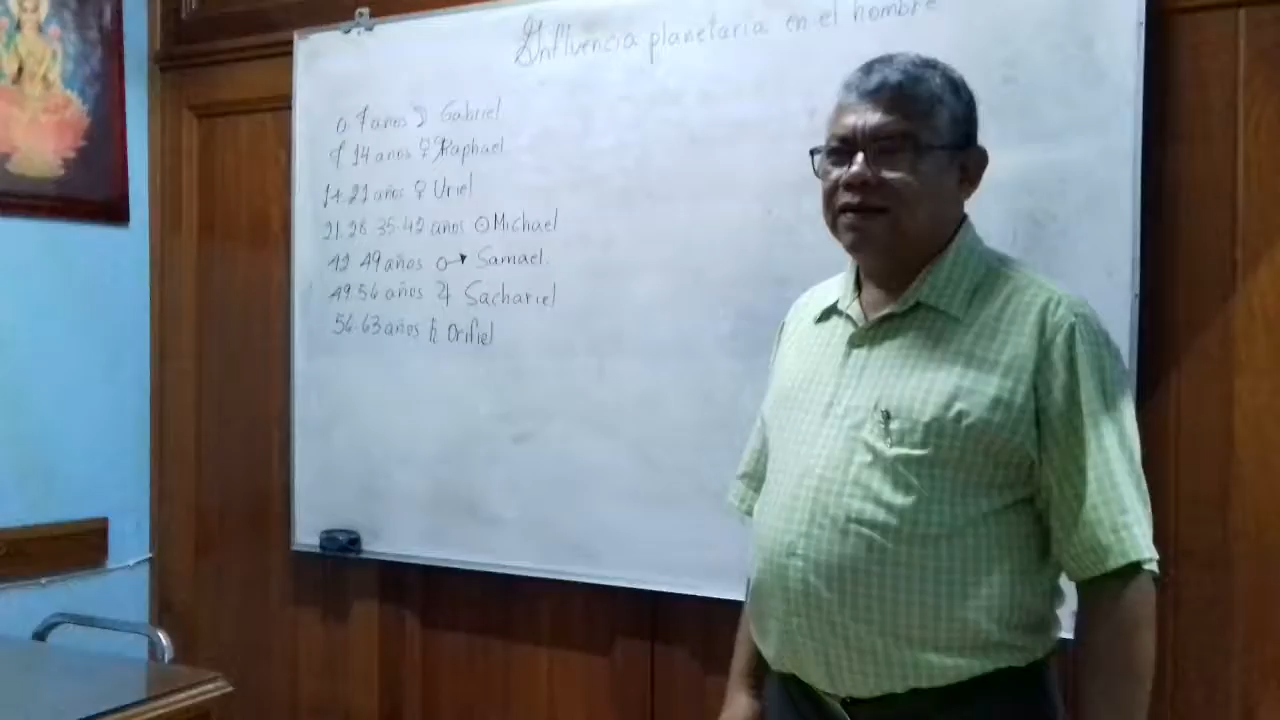 Influencia planetaria en el hombre
0 7 años ☽ Gabriel
7 14 años ☿ Raphael
14.21 años ♀ Uriel
21.28 35.42 años ☉ Michael
42 49 años ♂ Samael.
49.56 años ♃ Sachariel
56.63 años ♄ Orifiel